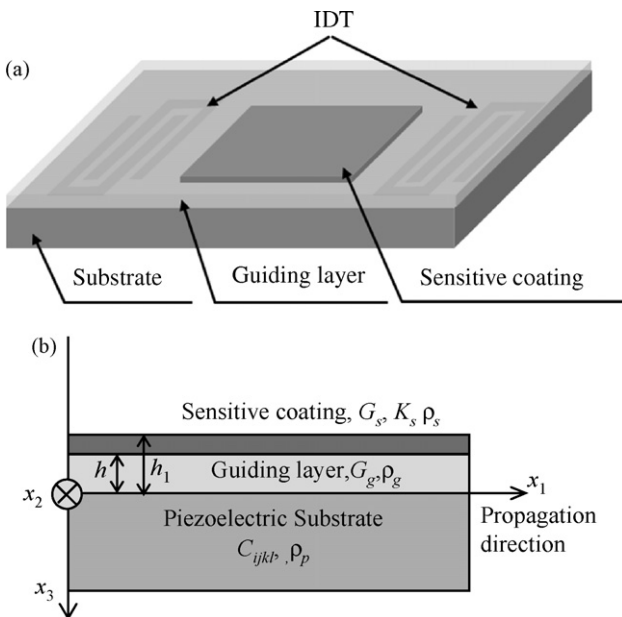 IDT
(a)
Substrate
Guiding layer
Sensitive coating
(b)
Sensitive coating, Gs, Ks ρs
h
h1
Guiding layer,Gg,ρg
x1
x2
Piezoelectric Substrate
Propagation
direction
Cijkl, ,ρp
x3